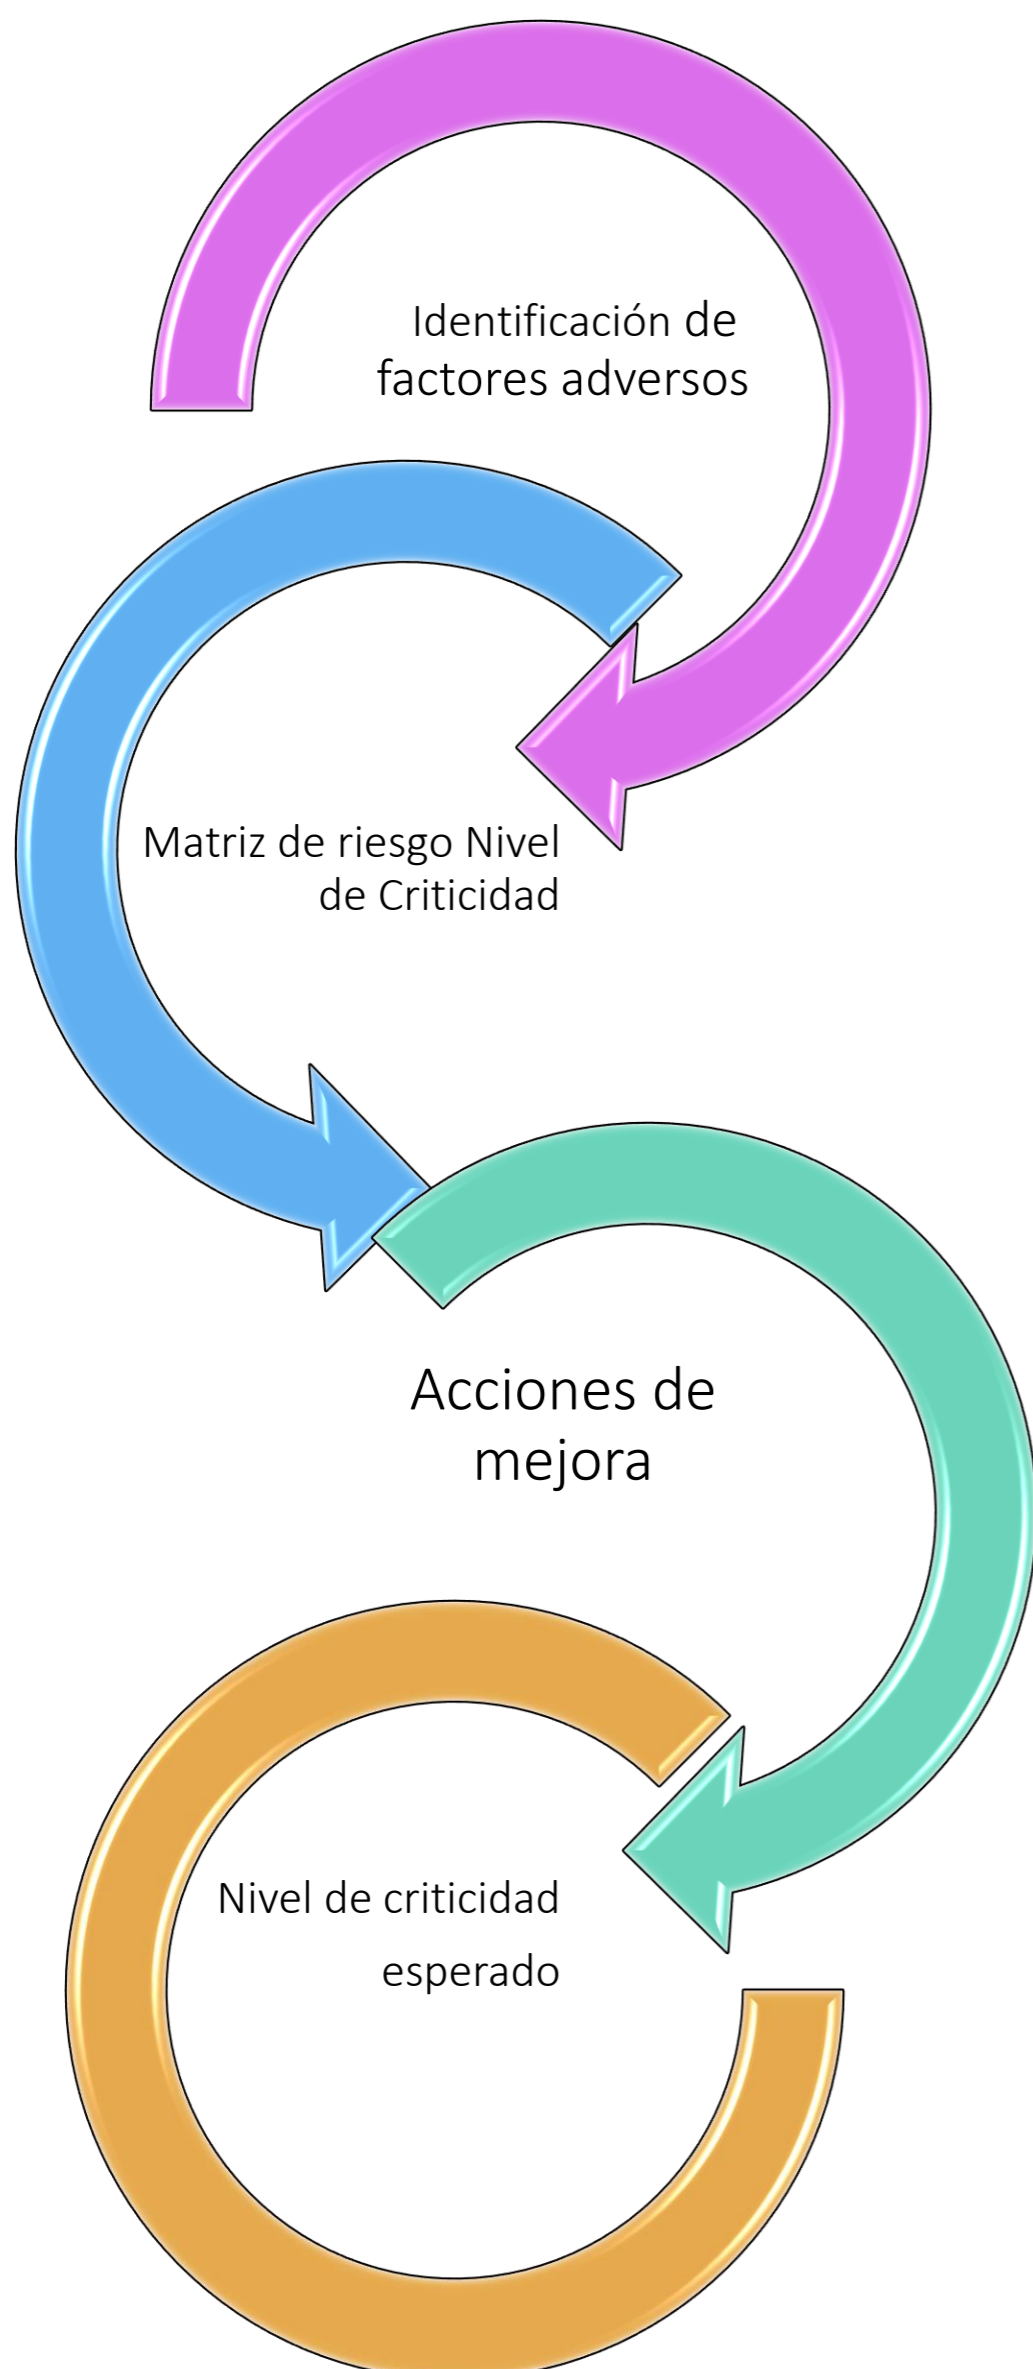 Identificación de
factores adversos
Matriz de riesgo Nivel
de Criticidad
Acciones de
mejora
Nivel de criticidad
esperado